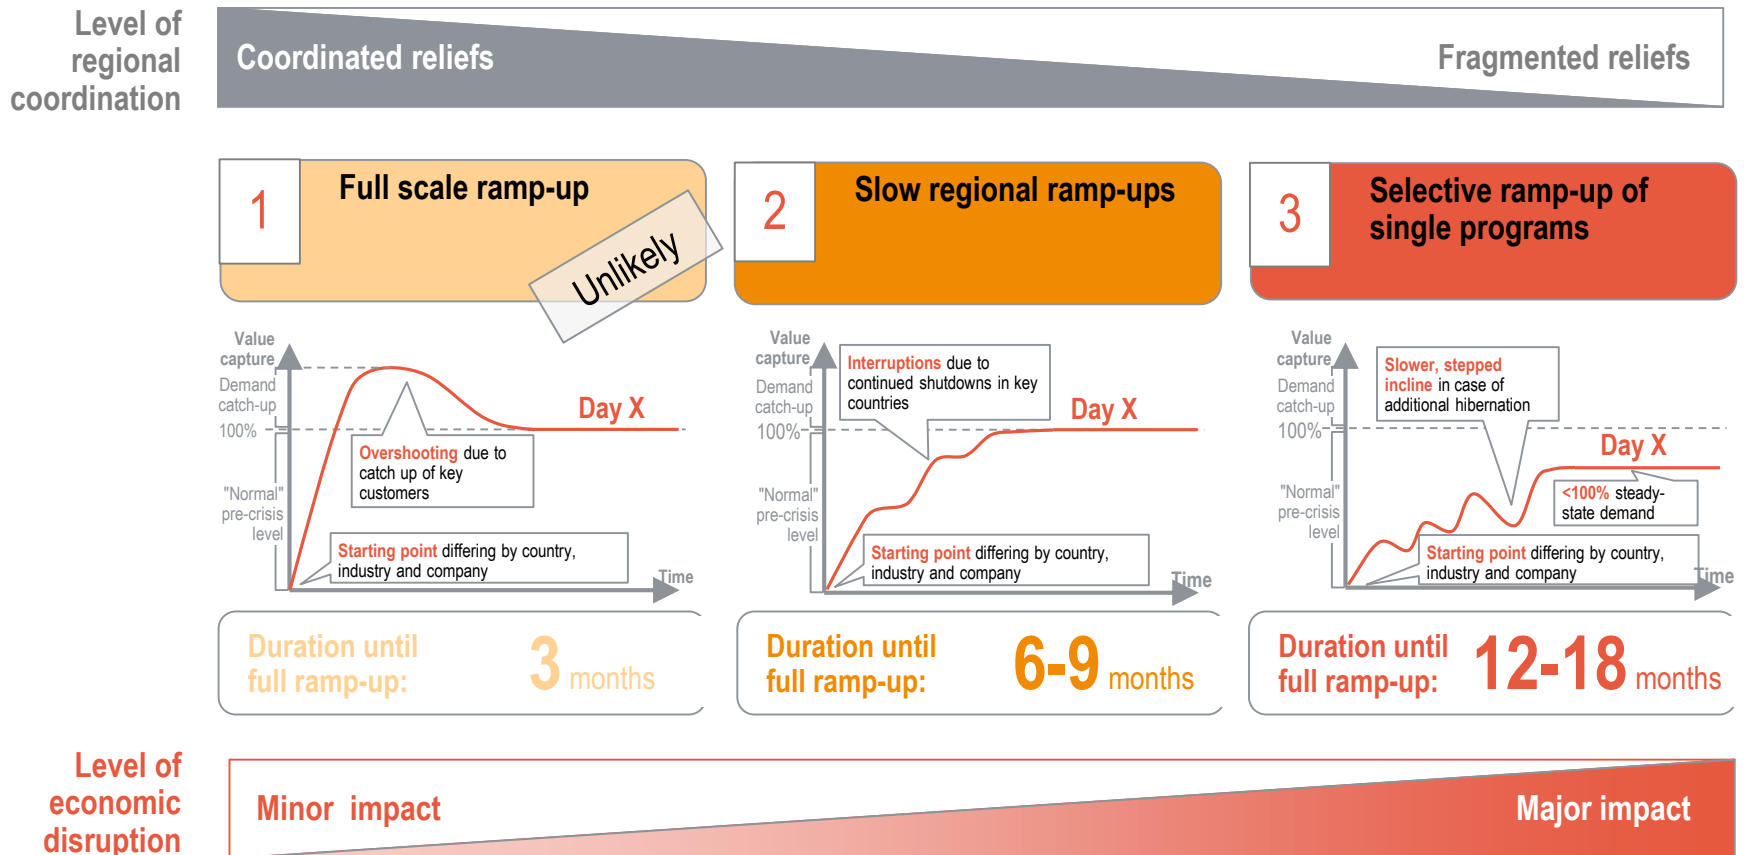 Level of
regional
coordination
Coordinated reliefs
Fragmented reliefs
1
Full scale ramp-up
Unlikely
2
Slow regional ramp-ups
3
Selective ramp-up of
single programs
Value
capture
Demand
catch-up
100%
"Normal"
pre-crisis
level
Day X
Overshooting due to
catch up of key
customers
Starting point differing by country,
industry and company
Time
Value
capture
Demand
catch-up
100%
"Normal"
pre-crisis
level
Interruptions due to
continued shutdowns in key
countries
Day X
Starting point differing by country,
industry and company
Time
Value
capture
Demand
catch-up
100%
"Normal"
pre-crisis
level
Slower, stepped
incline in case of
additional hibernation
Day X
<100% steady-
state demand
Starting point differing by country,
industry and company
Time
Duration until
full ramp-up:
3 months
Duration until
full ramp-up:
6-9 months
Duration until
full ramp-up:
12-18 months
Level of
economic
disruption
Minor impact
Major impact